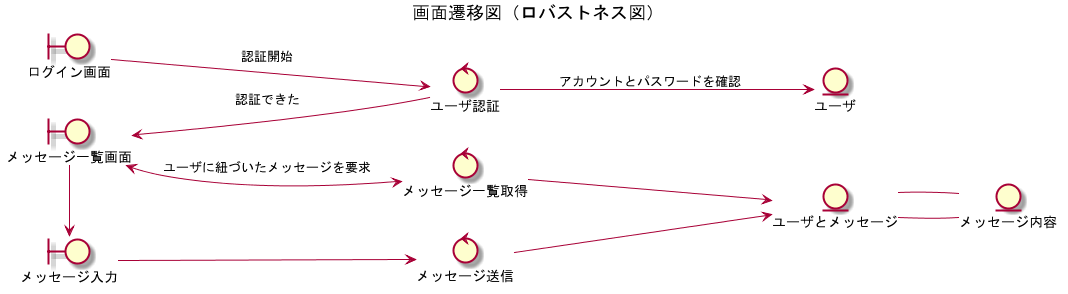 画面遷移図（ロバストネス図）
認証開始
ログイン画面
アカウントとパスワードを確認
ユーザ認証
ユーザ
認証できた
メッセージ一覧画面
ユーザに紐づいたメッセージを要求
メッセージ一覧取得
ユーザとメッセージ
メッセージ内容
メッセージ入力
メッセージ送信